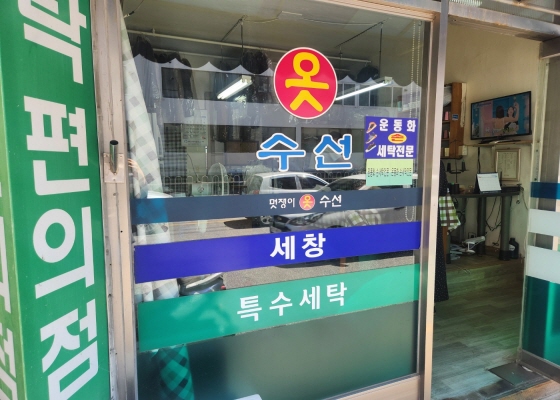 탁 편의점
옷
수선
운동화
세탁전문
멋쟁이 옷 수선
세창
특수세탁